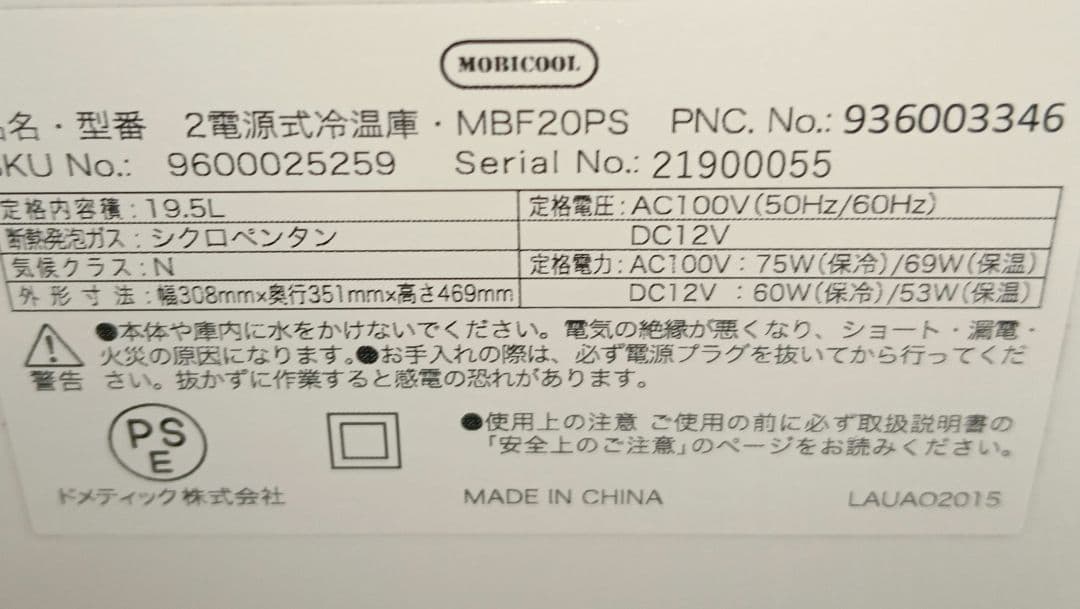 MOBICOOL
名・型番 2電源式冷温庫・MBF20PS PNC. No.: 936003346
KU No.: 9600025259 Serial No.: 21900055
定格内容積:19.5L 定格電圧:AC100V(50Hz/60Hz)
断熱発泡ガス:シクロペンタン DC12V
気候クラス:N 定格電力:AC100V:75W(保冷)/69W(保温)
外形寸法:幅308mm×奥行351mm×高さ469mm DC12V :60W(保冷)/53W(保温)
●本体や庫内に水をかけないでください。電気の絶縁が悪くなり、ショート・漏電・
火災の原因になります。●お手入れの際は、必ず電源プラグを抜いてから行ってくだ
警告 さい。抜かずに作業すると感電の恐れがあります。
PS
E
●使用上の注意 ご使用の前に必ず取扱説明書の
「安全上のご注意」のページをお読みください。
ドメティック株式会社 MADE IN CHINA LAUAO2015